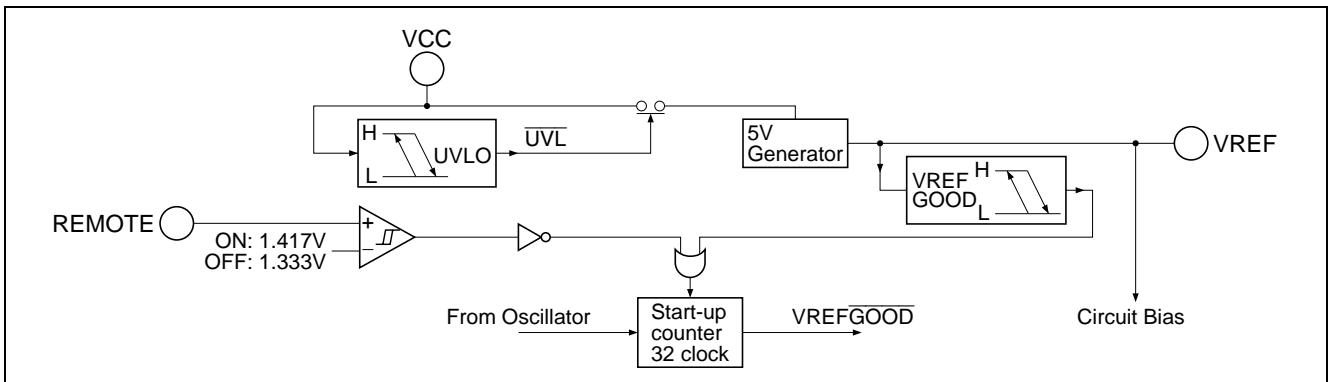 VCC
H
L
UVLO
UVL
5V
Generator
VREF
VREF
GOOD
H
L
REMOTE
+
−
ON: 1.417V
OFF: 1.333V
From Oscillator
Start-up
counter
32 clock
VREFGOOD
Circuit Bias